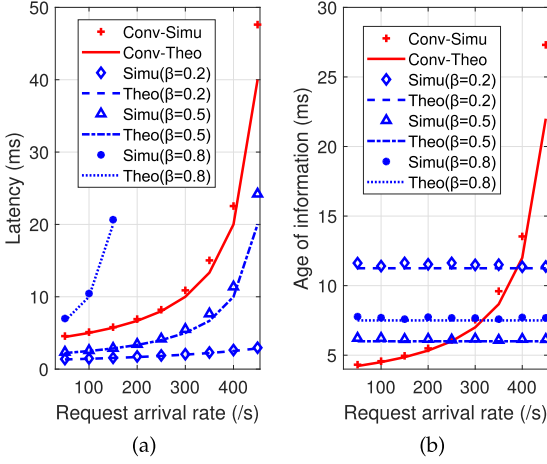 50
40
30
20
10
0
Latency (ms)
Conv-Simu
Conv-Theo
Simu(β=0.2)
Theo(β=0.2)
Simu(β=0.5)
Theo(β=0.5)
Simu(β=0.8)
Theo(β=0.8)
100 200 300 400
Request arrival rate (/s)
(a)
30
25
20
15
10
5
Age of information (ms)
Conv-Simu
Conv-Theo
Simu(β=0.2)
Theo(β=0.2)
Simu(β=0.5)
Theo(β=0.5)
Simu(β=0.8)
Theo(β=0.8)
100 200 300 400
Request arrival rate (/s)
(b)